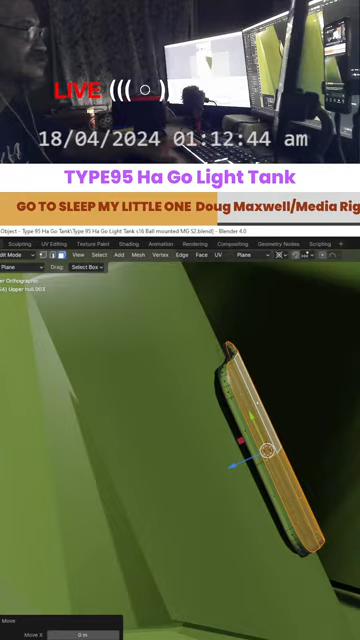 LIVE ((( ○ )
18/04/2024 01:12:44 am
TYPE95 Ha Go Light Tank
GO TO SLEEP MY LITTLE ONE Doug Maxwell/Media Rig
Object - Type 95 Ha Go Tank\Type 95 Ha Go Light Tank s16 Ball mounted MG S2.blend] - Blender 4.0
Sculpting UV Editing Texture Paint Shading Animation Rendering Compositing
dit Mode View Select Add Mesh Vertex Edge Face UV Plane
Plane Drag: Select Box
er Orthographic
54) Upper hull.003
Move
Move X 0 m